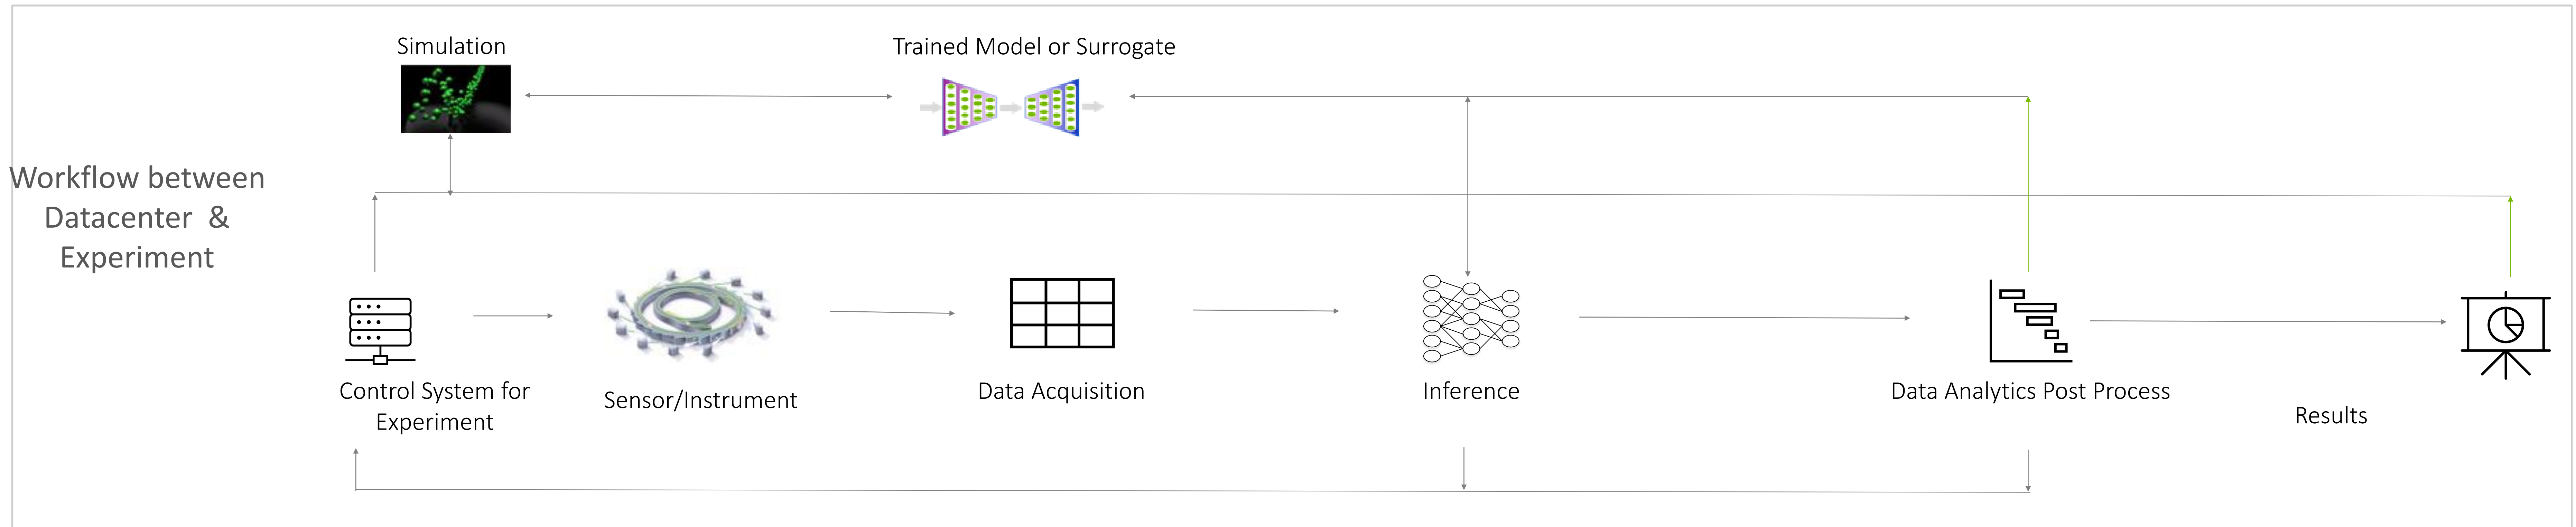 Simulation
Trained Model or Surrogate
Workflow between
Datacenter  &
Experiment
Control System for
Experiment
Sensor/Instrument
Data Acquisition
Inference
Data Analytics Post Process
Results